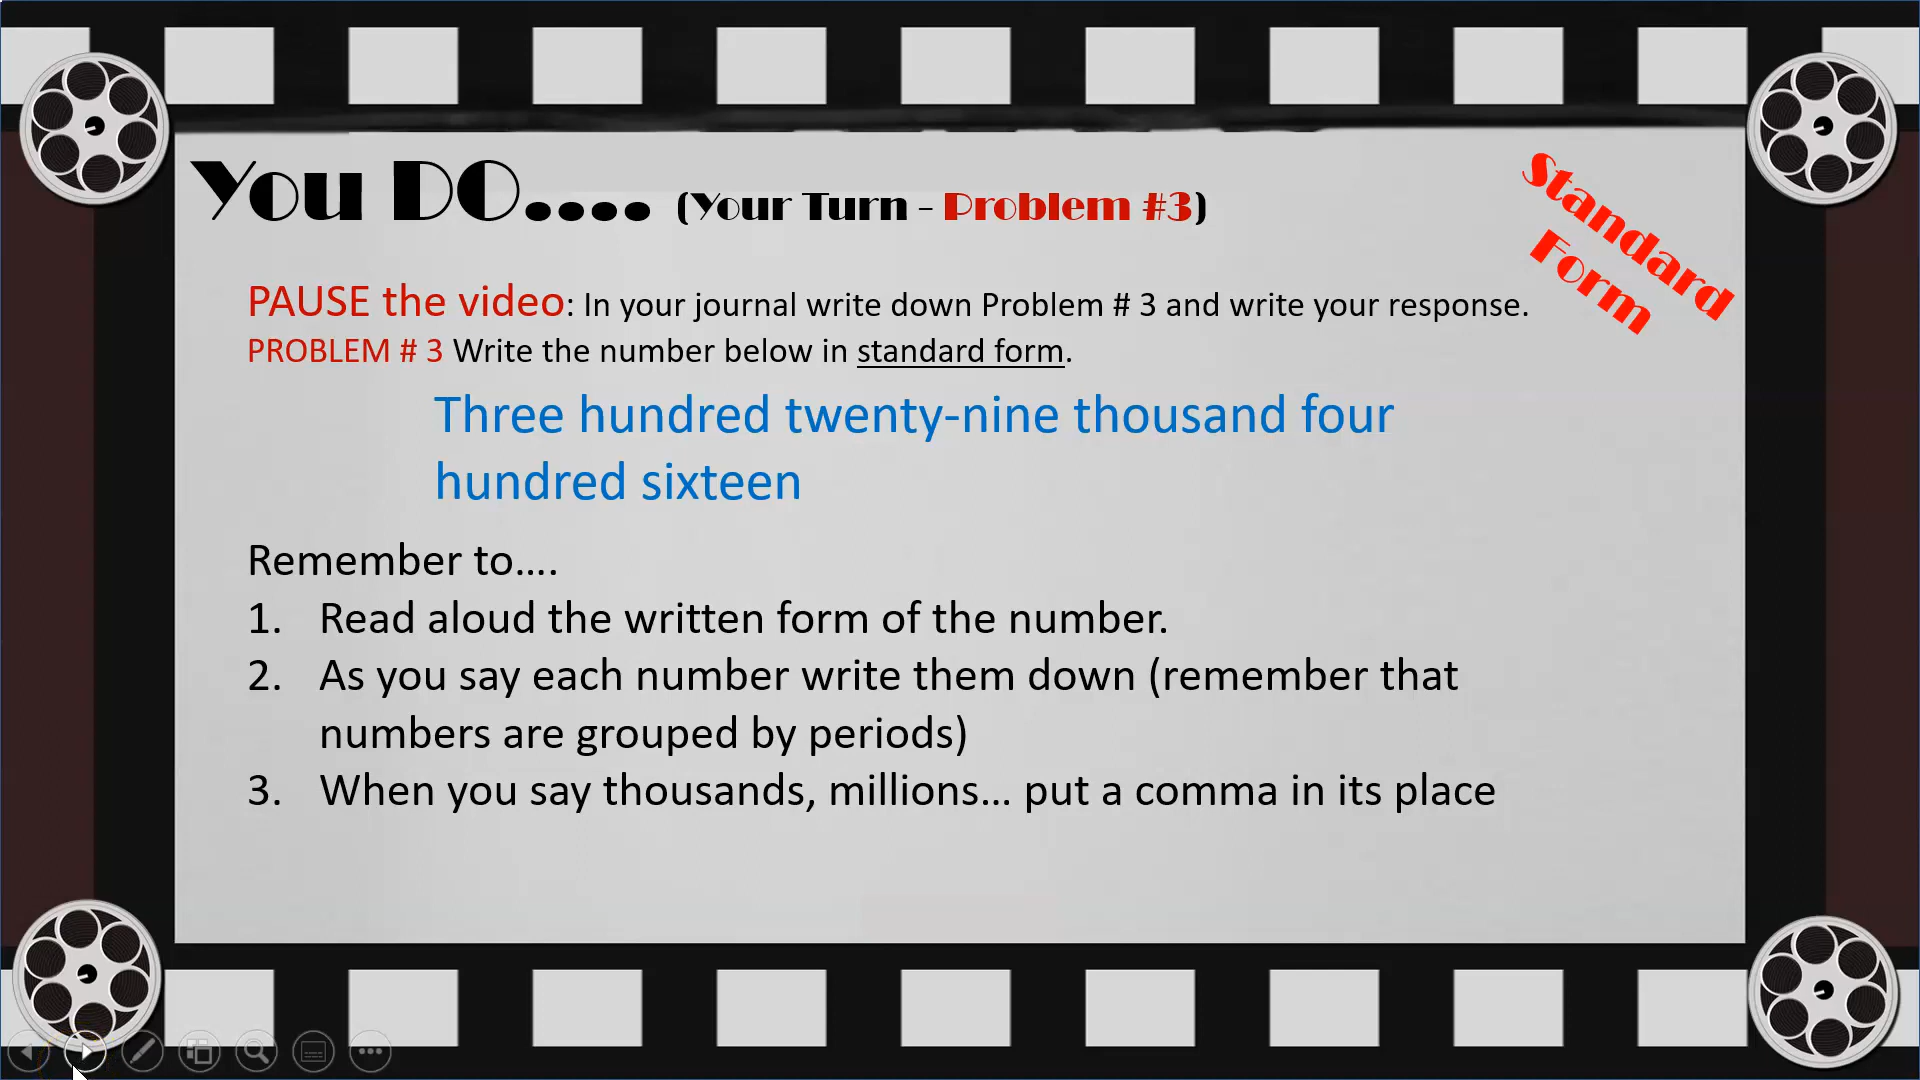 You DO.... (Your Turn - Problem #3)
Standard
Form
PAUSE the video: In your journal write down Problem # 3 and write your response.
PROBLEM # 3 Write the number below in standard form.
Three hundred twenty-nine thousand four
hundred sixteen
Remember to....
1. Read aloud the written form of the number.
2. As you say each number write them down (remember that
numbers are grouped by periods)
3. When you say thousands, millions... put a comma in its place